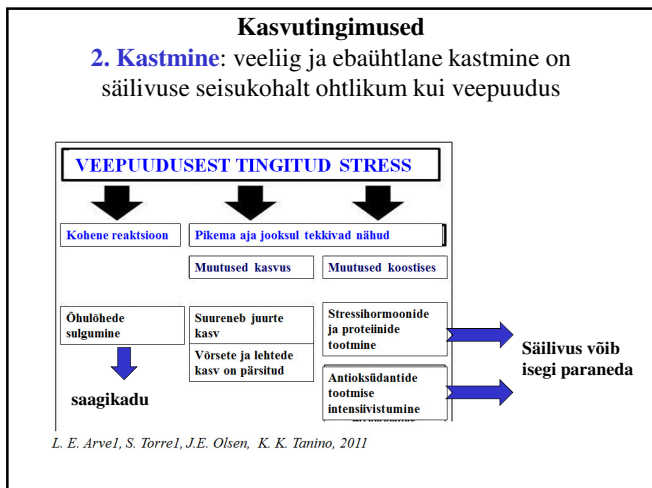 Kasvutingimused
2. Kastmine: veeliig ja ebaühtlane kastmine on
säilivuse seisukohalt ohtlikum kui veepuudus
VEEPUUDUSEST TINGITUD STRESS
Kohene reaktsioon
Pikema aja jooksul tekkivad nähud
Muutused kasvus
Muutused koostises
Õhulõhede
sulgumine
saagikadu
Suureneb juurte
kasv
Võrsete ja lehtede
kasv on pärsitud
Stressihormoonide
ja proteiinide
tootmine
Antioksüdantide
tootmise
intensiivistumine
Säilivus võib
isegi paraneda
L. E. Arve1, S. Torre1, J.E. Olsen, K. K. Tanino, 2011